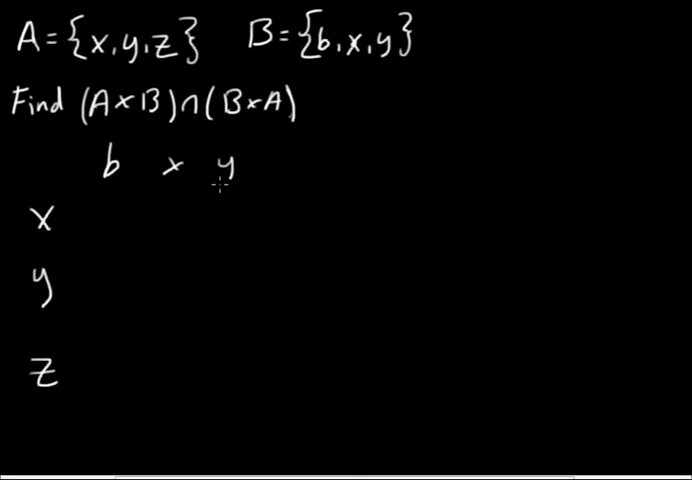 A={x,y,z} B={b,x,y}
Find (A×B)∩(B×A)
b x y
x
y
z